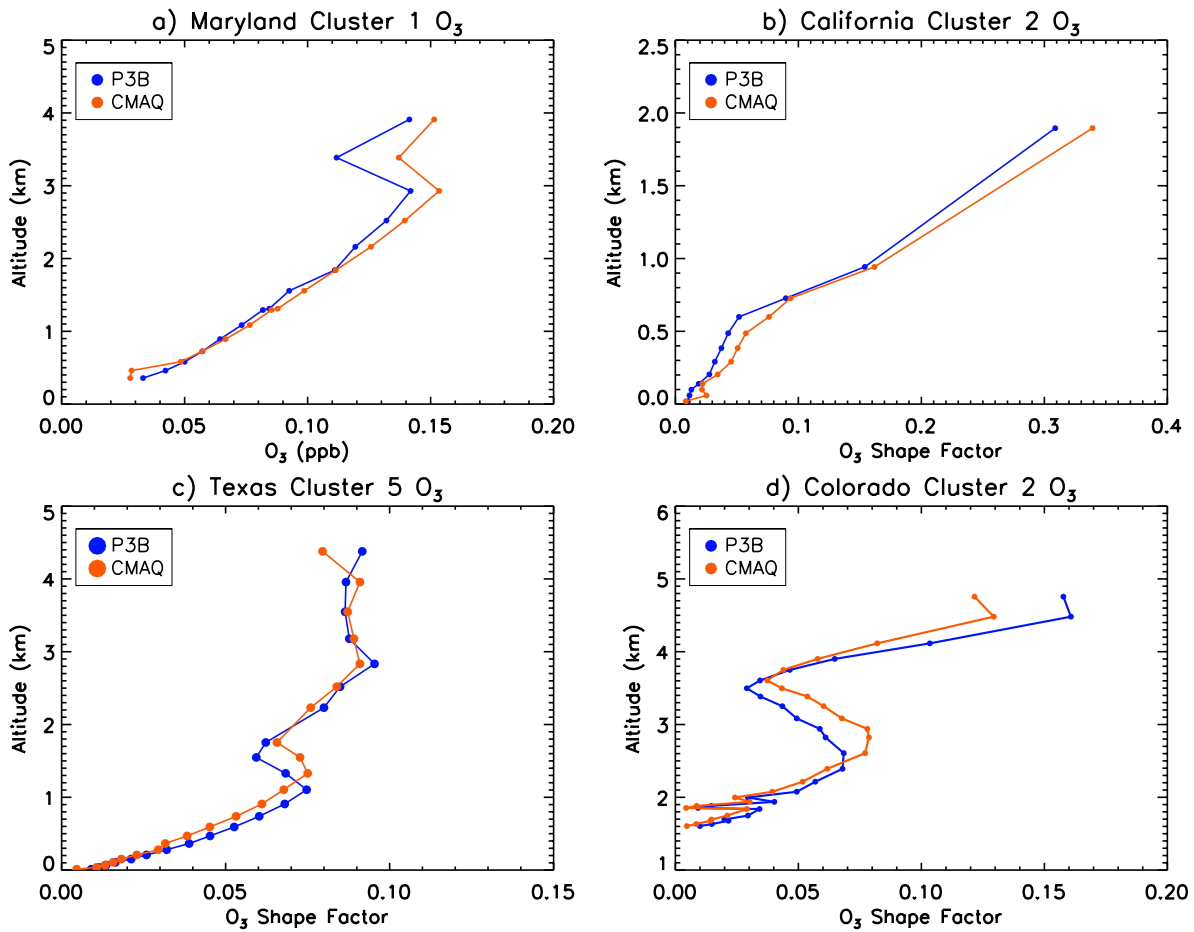 a) Maryland Cluster 1 O₃
5
4
3
2
1
0
Altitude (km)
P3B
CMAQ
0.00 0.05 0.10 0.15 0.20
O₃ (ppb)
b) California Cluster 2 O₃
2.5
2.0
1.5
1.0
0.5
0.0
Altitude (km)
P3B
CMAQ
0.0 0.1 0.2 0.3 0.4
O₃ Shape Factor
c) Texas Cluster 5 O₃
5
4
3
2
1
0
Altitude (km)
P3B
CMAQ
0.00 0.05 0.10 0.15
O₃ Shape Factor
d) Colorado Cluster 2 O₃
6
5
4
3
2
1
Altitude (km)
P3B
CMAQ
0.00 0.05 0.10 0.15 0.20
O₃ Shape Factor